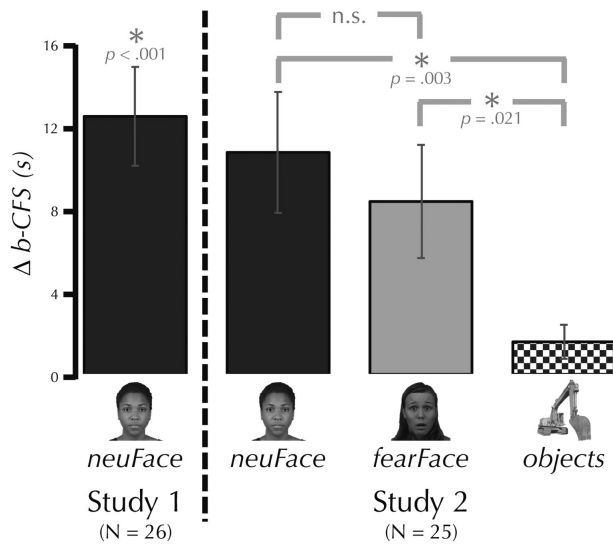 n.s.
16
*
p < .001
*
p = .003
*
p = .021
12
8
4
0
Δ b-CFS (s)
neuFace
neuFace
fearFace
objects
Study 1
Study 2
(N = 26)
(N = 25)